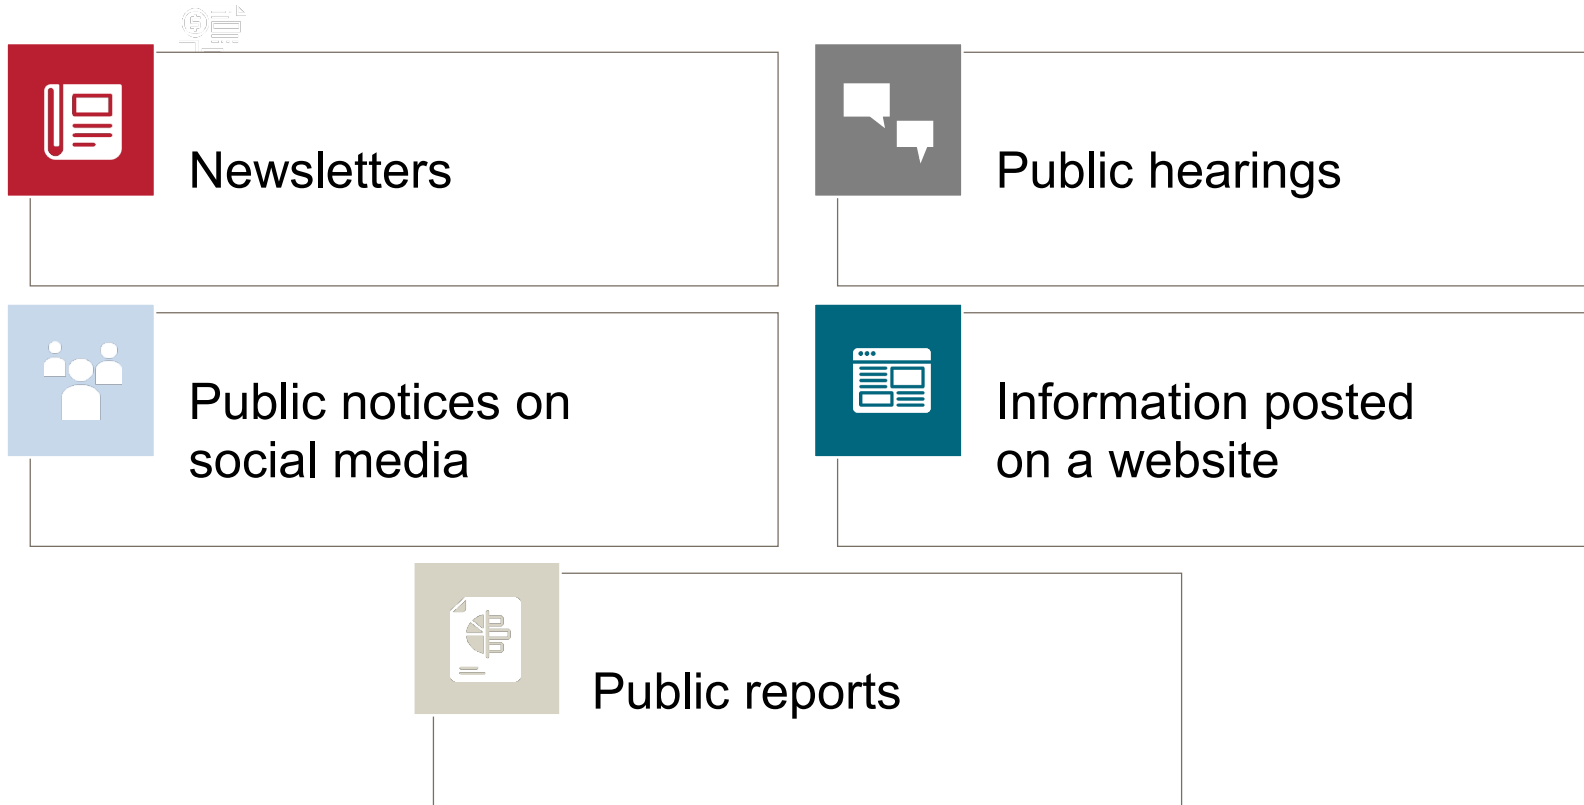 Newsletters
Public hearings
Public notices on
social media
Information posted
on a website
Public reports